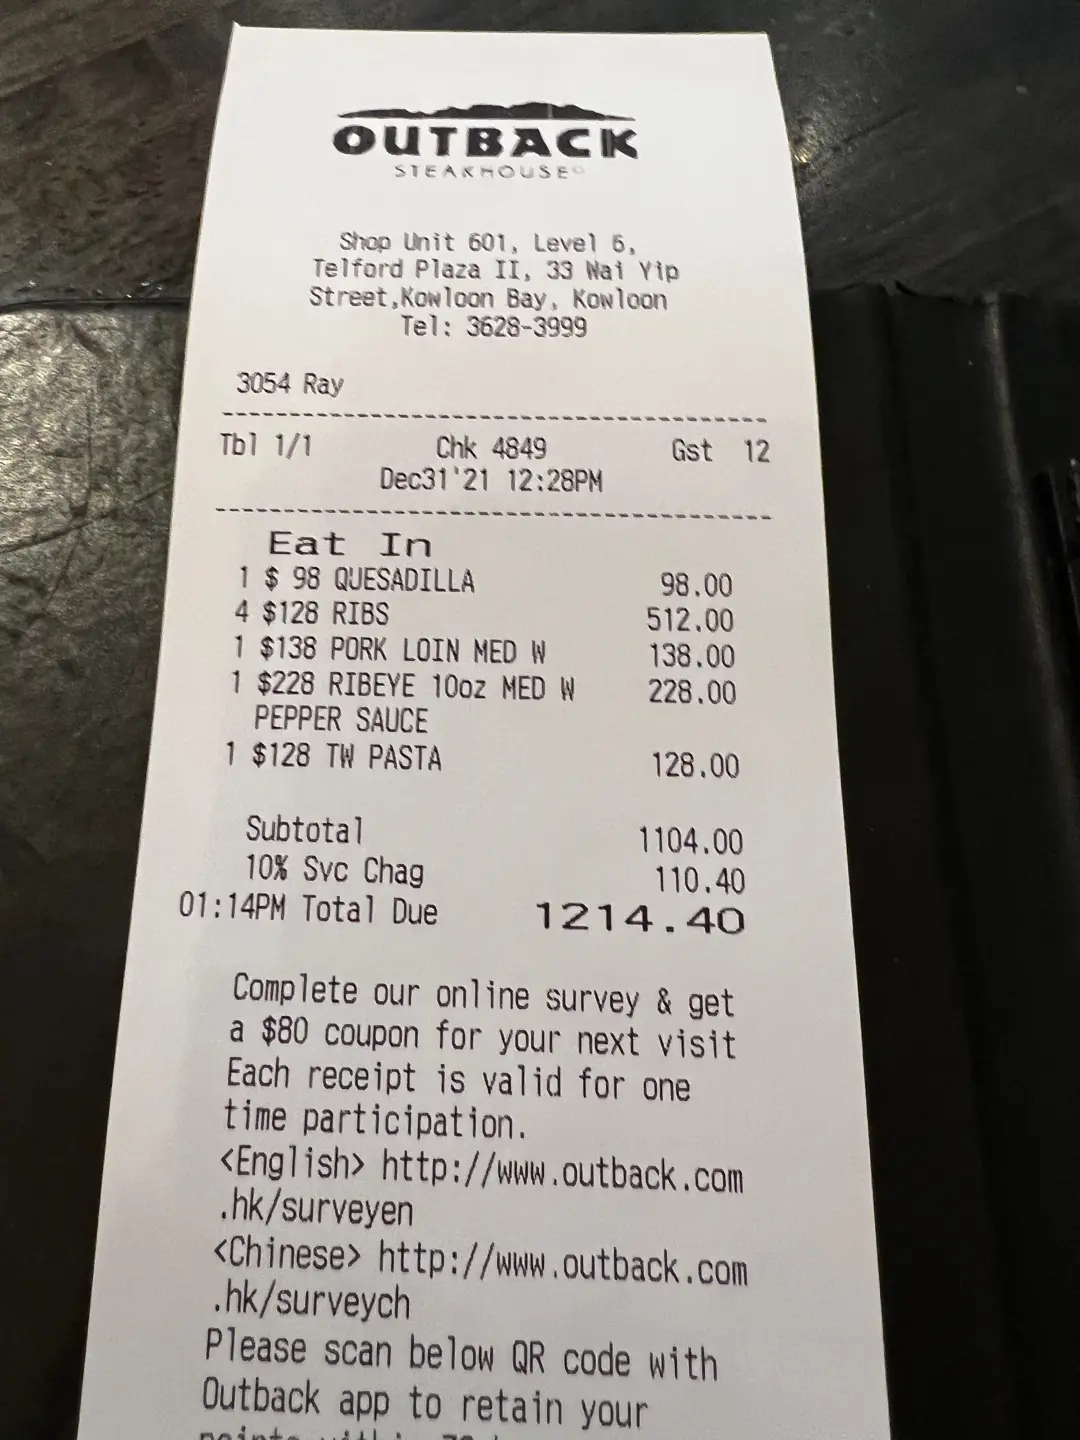 OUTBACK
STEAKHOUSE
Shop Unit 601, Level 6,
Telford Plaza II, 33 Wai Yip
Street,Kowloon Bay, Kowloon
Tel: 3628-3999
3054 Ray
Tbl 1/1 Chk 4849 Gst 12
Dec31'21 12:28PM
Eat In
1 $ 98 QUESADILLA 98.00
4 $128 RIBS 512.00
1 $138 PORK LOIN MED W 138.00
1 $228 RIBEYE 10oz MED W 228.00
PEPPER SAUCE
1 $128 TW PASTA 128.00
Subtotal 1104.00
10% Svc Chag 110.40
01:14PM Total Due 1214.40
Complete our online survey & get
a $80 coupon for your next visit
Each receipt is valid for one
time participation.
<English> http://www.outback.com
.hk/surveyen
<Chinese> http://www.outback.com
.hk/surveych
Please scan below QR code with
Outback app to retain your
points